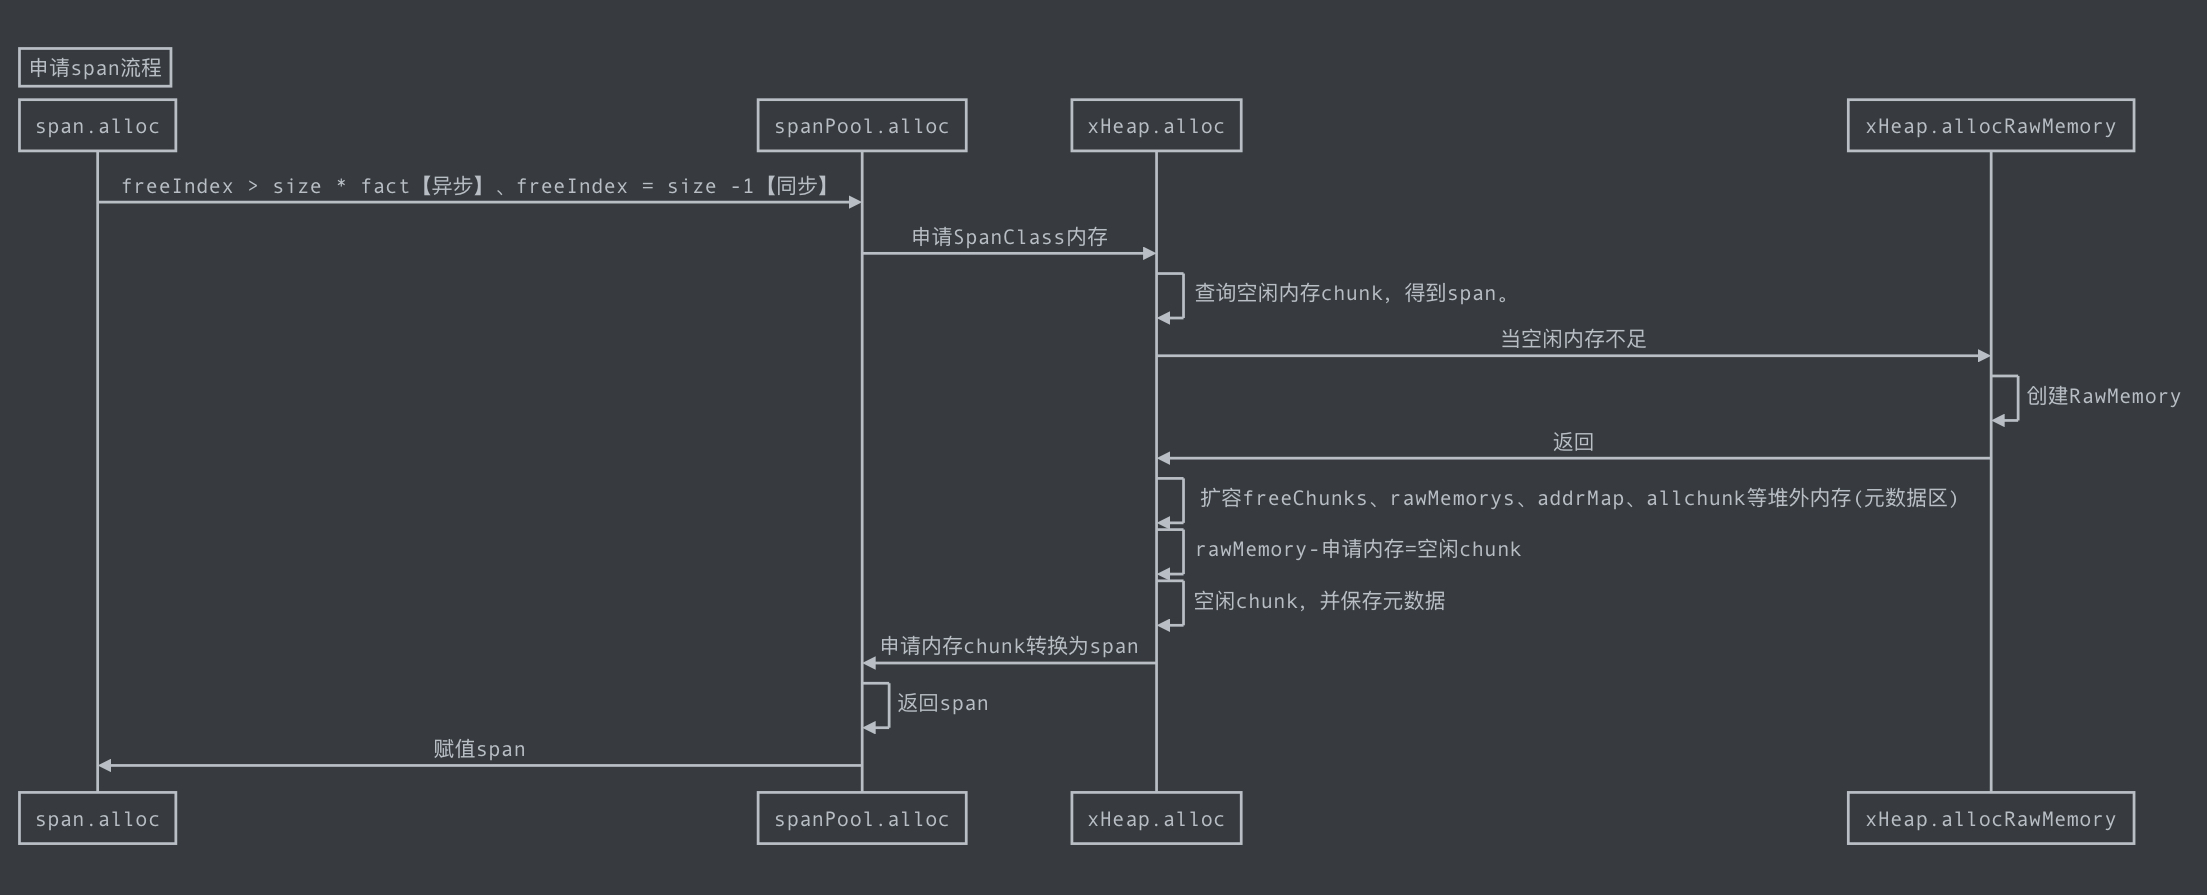 申请span流程
span.alloc
spanPool.alloc
xHeap.alloc
xHeap.allocRawMemory
freeIndex > size * fact【异步】、freeIndex = size -1【同步】
申请SpanClass内存
查询空闲内存chunk，得到span。
当空闲内存不足
创建RawMemory
返回
扩容freeChunks、rawMemorys、addrMap、allchunk等堆外内存(元数据区)
rawMemory-申请内存=空闲chunk
空闲chunk，并保存元数据
申请内存chunk转换为span
返回span
赋值span
span.alloc
spanPool.alloc
xHeap.alloc
xHeap.allocRawMemory